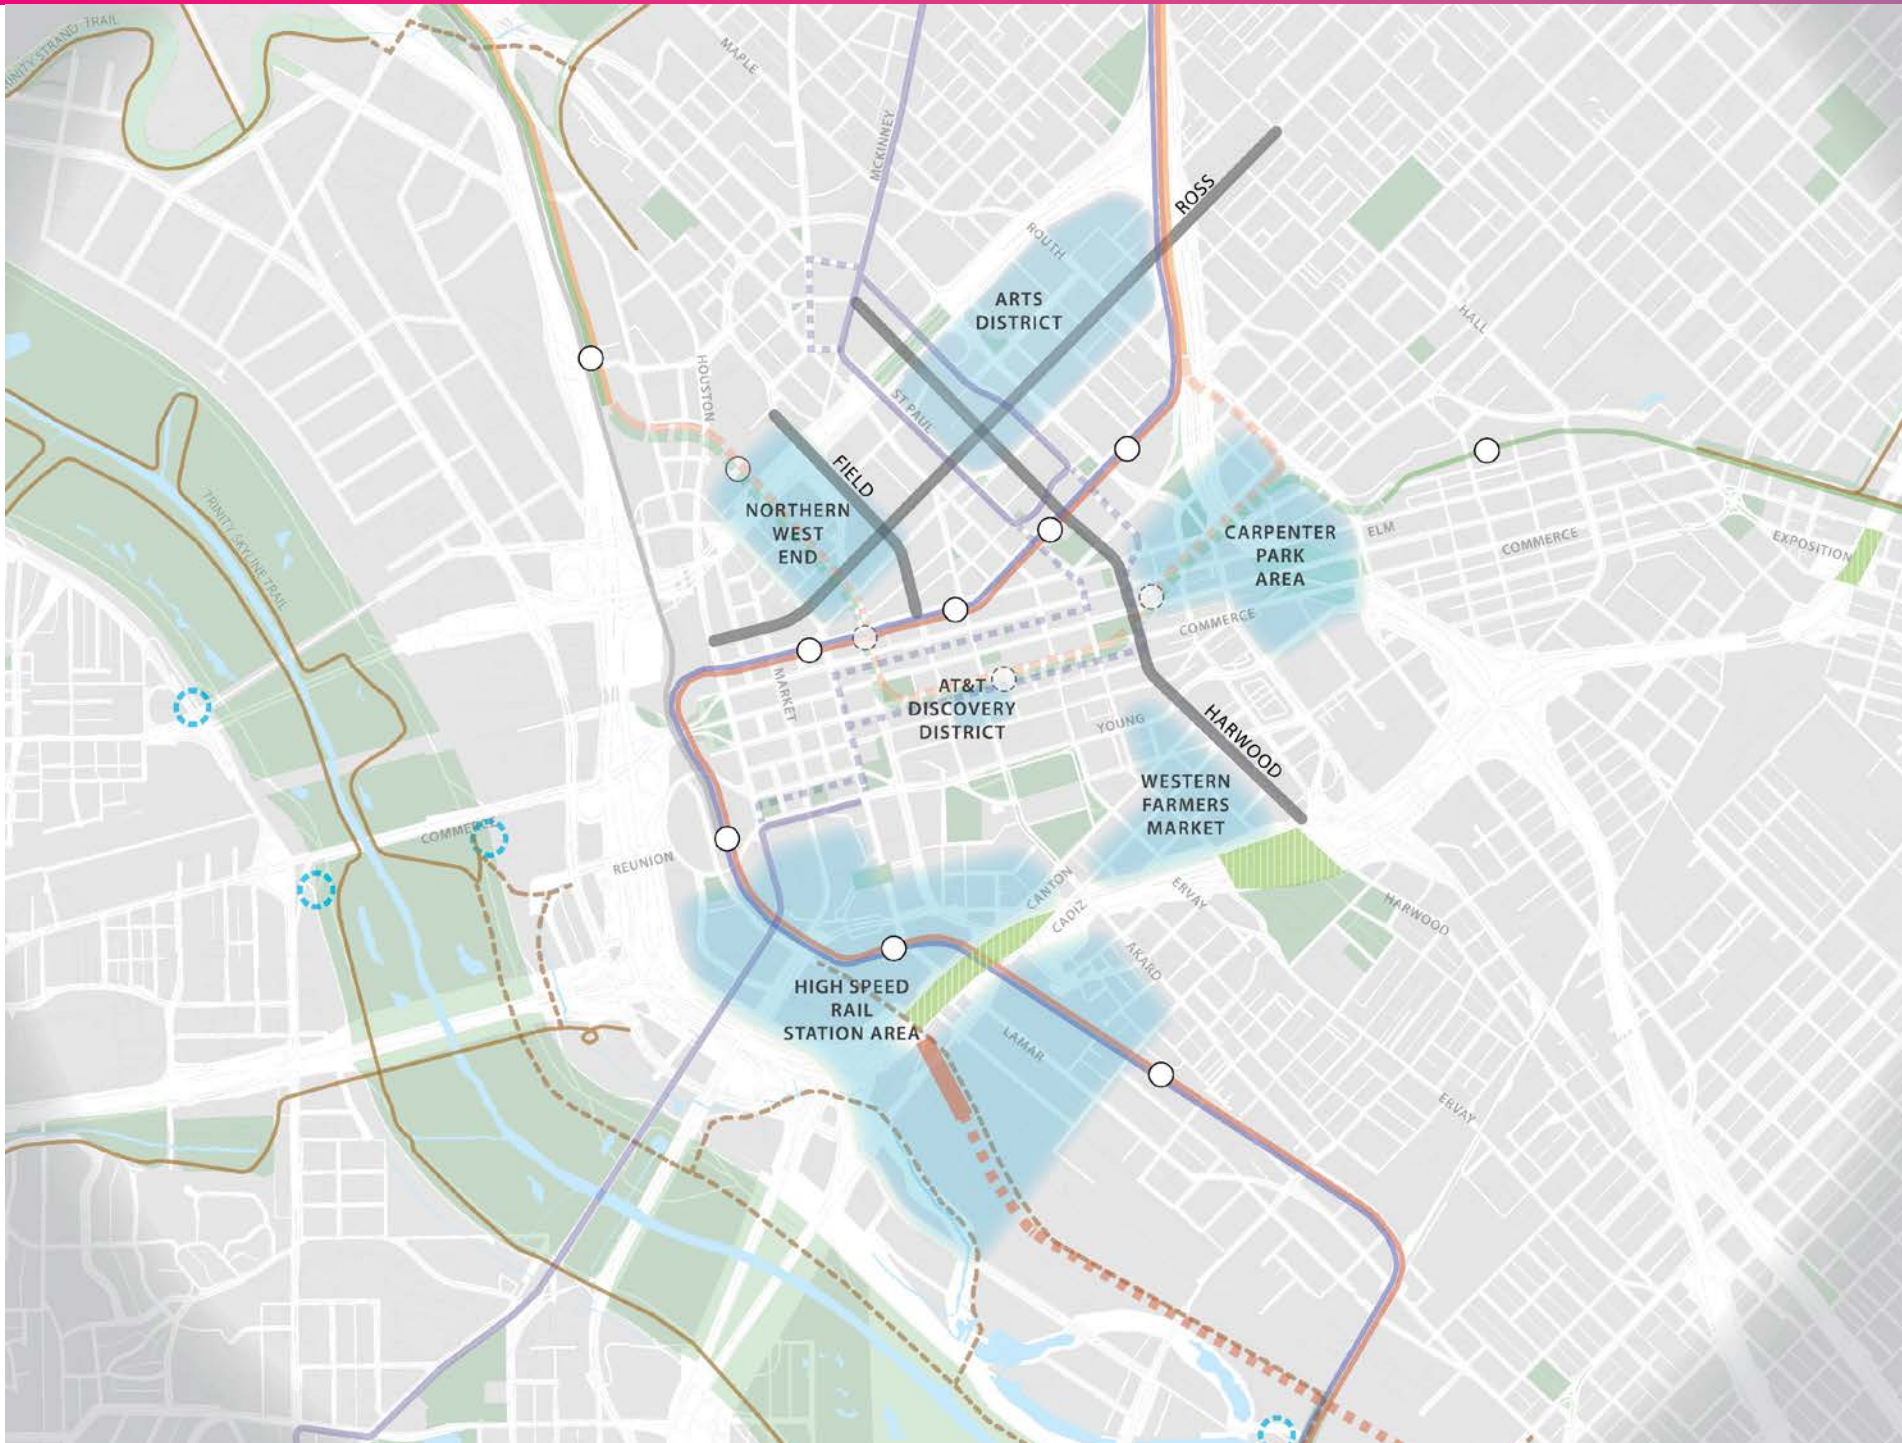 TRINITY STRAND TRAIL
MAPLE
MCKINNEY
ROSS
ROUTH
ARTS
DISTRICT
HALL
HOUSTON
ST PAUL
FIELD
NORTHERN
WEST
END
CARPENTER
PARK
AREA
ELM
COMMERCE
EXPOSITION
TRINITY SKYLINE TRAIL
COMMERCE
MARKET
AT&T
DISCOVERY
DISTRICT
YOUNG
HARWOOD
WESTERN
FARMERS
MARKET
COMMERCE
REUNION
CANTON
CADIZ
ERVAY
HARWOOD
AKARD
HIGH SPEED
RAIL
STATION AREA
LAMAR
ERVAY